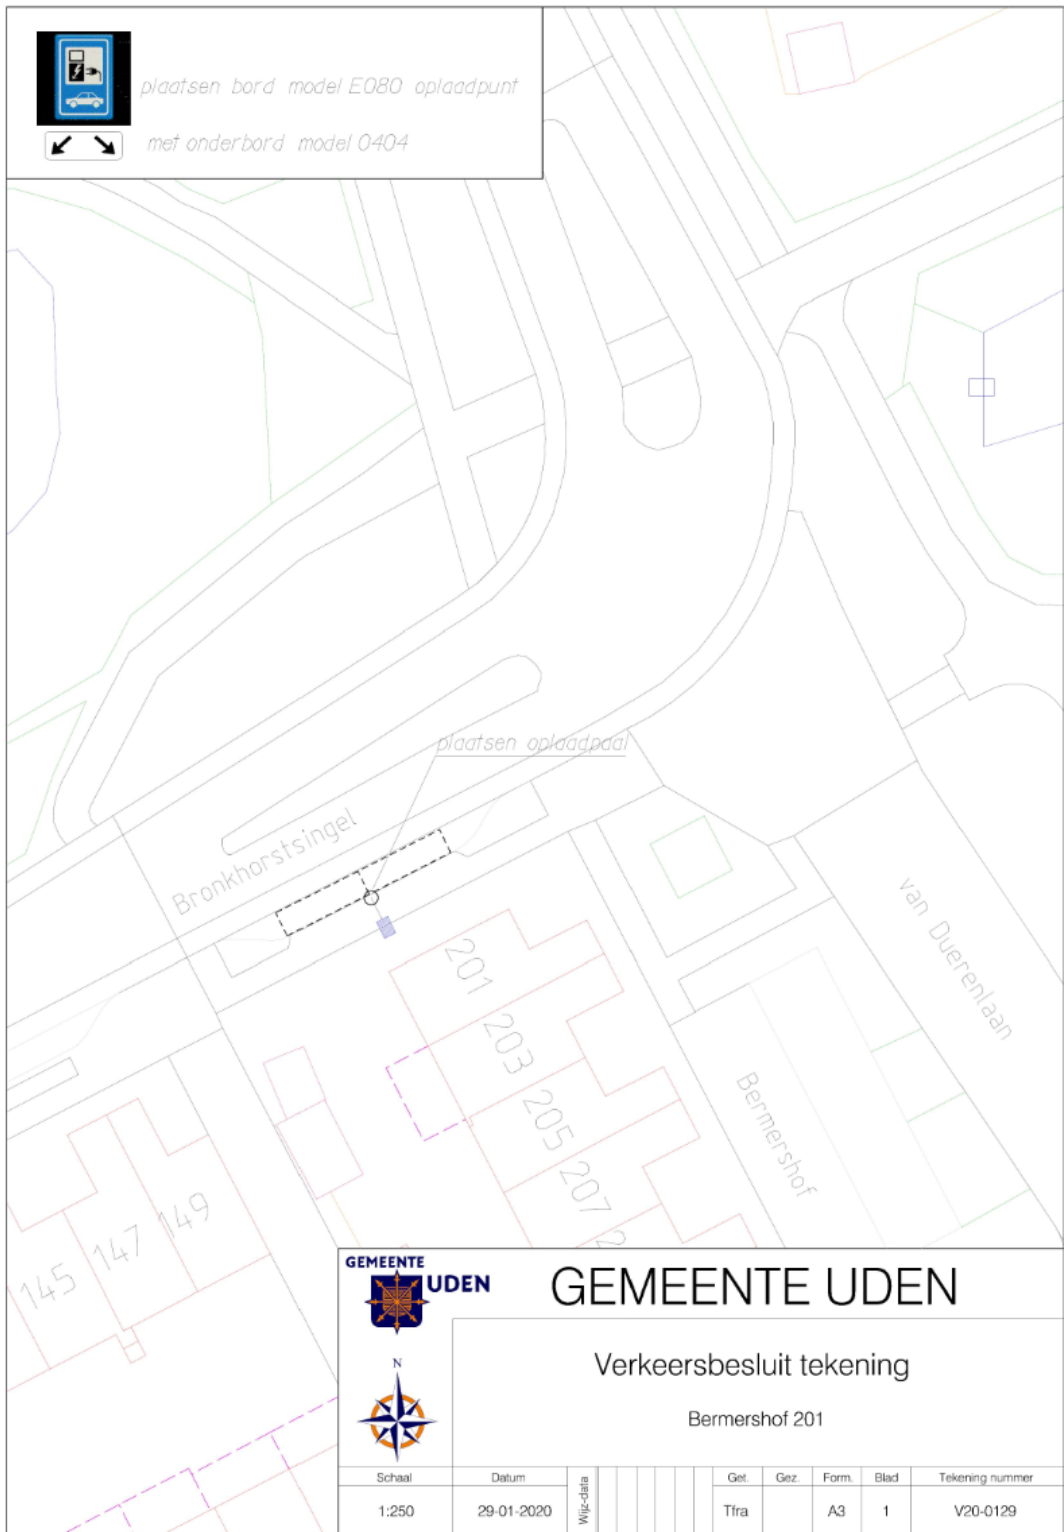 plaatsen bord model E080 oplaadpunt
met onderbord model 0404
plaatsen oplaadpaal
Bronkhorstsingel
van Duerenlaan
Bermershof
201
203
205
207
2
145
147
149
GEMEENTE
UDEN
GEMEENTE UDEN
Verkeersbesluit tekening
Bermershof 201
N
Schaal
Datum
Wijz-data
Get.
Gez.
Form.
Blad
Tekening nummer
1:250
29-01-2020
Tfra
A3
1
V20-0129